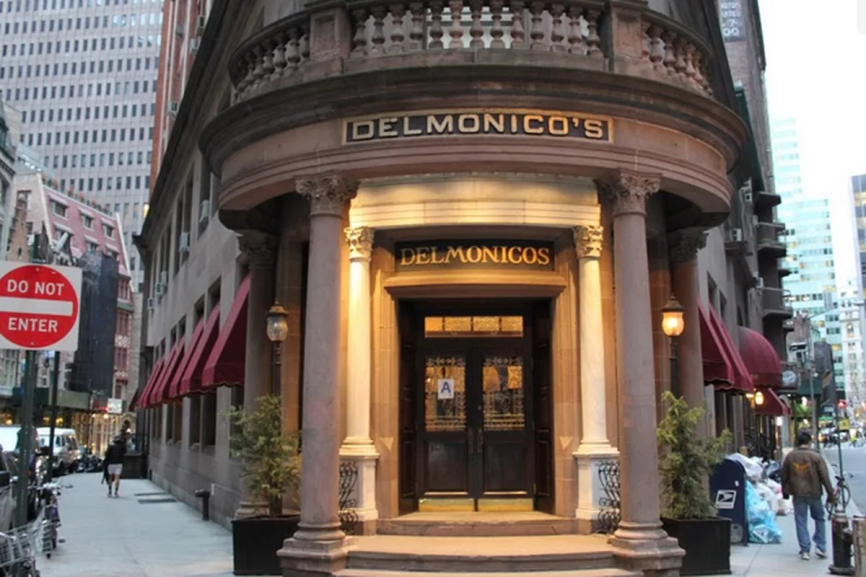 DELMONICO'S
DELMONICOS
DO NOT
ENTER
A